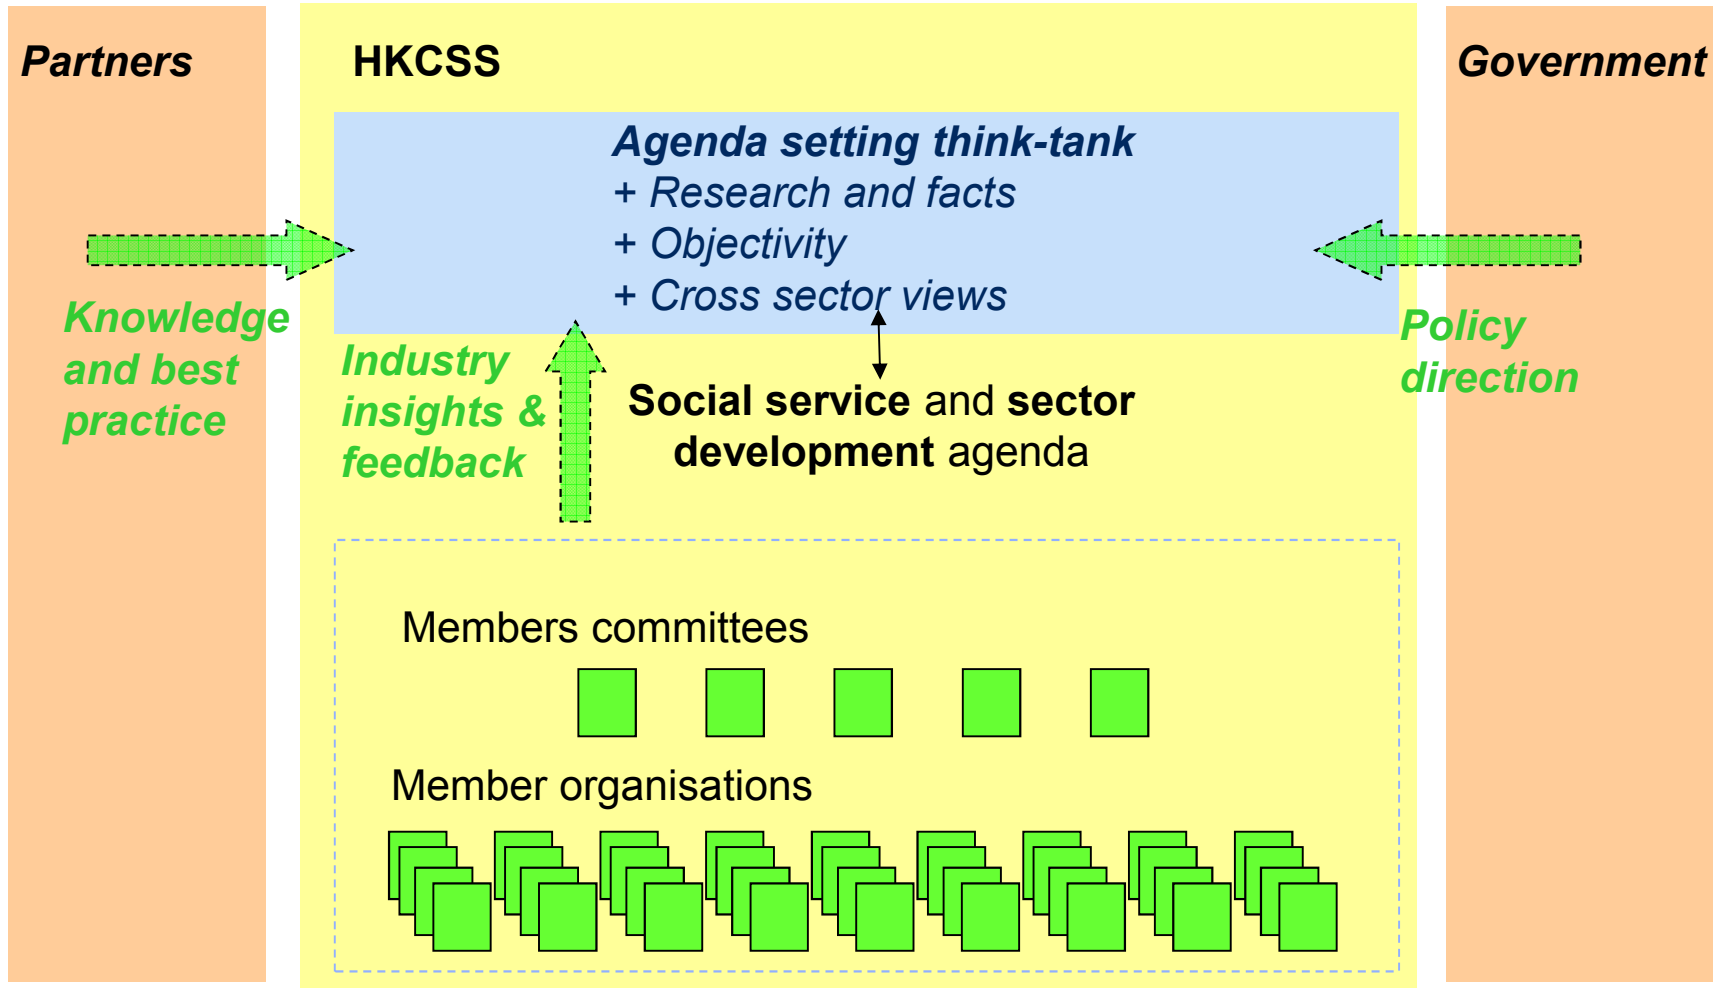 Partners
HKCSS
Government
Agenda setting think-tank
+ Research and facts
+ Objectivity
+ Cross sector views
Knowledge
and best
practice
Industry
insights &
feedback
Policy
direction
Social service and sector
development agenda
Members committees
Member organisations